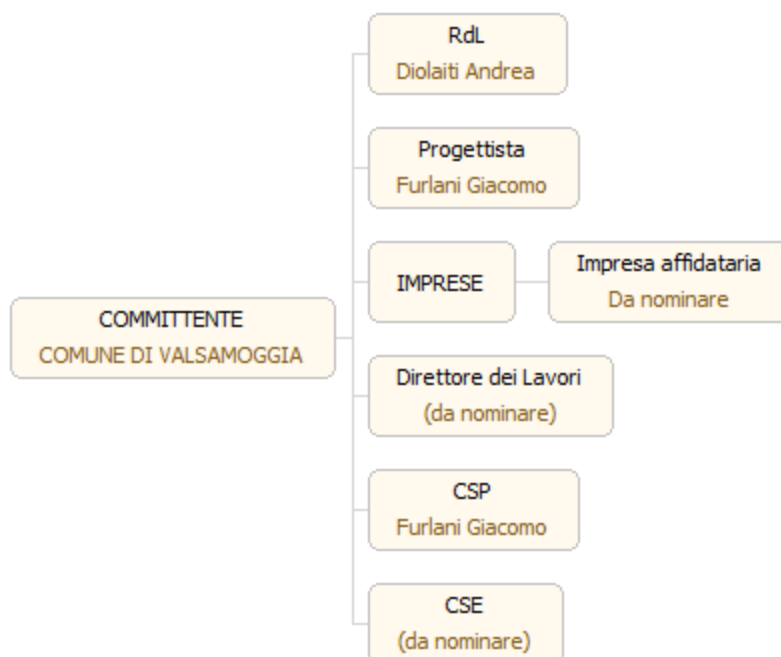 RdL
Diolaiti Andrea
Progettista
Furlani Giacomo
IMPRESE
Impresa affidataria
Da nominare
COMMITTENTE
COMUNE DI VALSAMOGGIA
Direttore dei Lavori
(da nominare)
CSP
Furlani Giacomo
CSE
(da nominare)